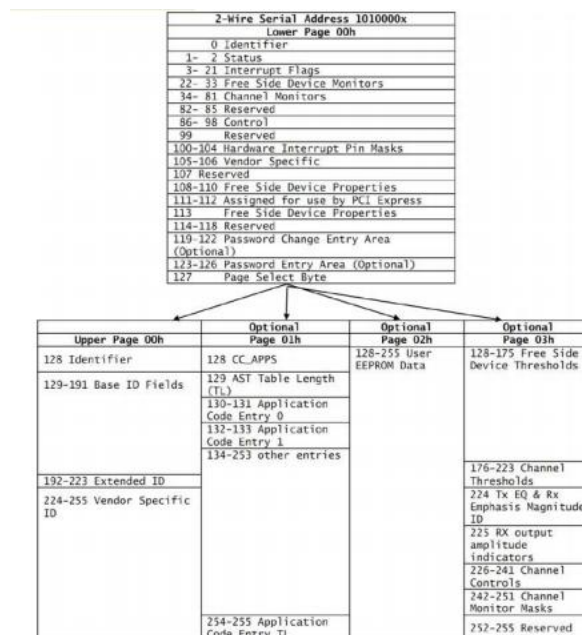 2-Wire Serial Address 1010000x
Lower Page 00h
0 Identifier
1- 2 Status
3- 21 Interrupt Flags
22- 33 Free Side Device Monitors
34- 81 Channel Monitors
82- 85 Reserved
86- 98 Control
99 Reserved
100-104 Hardware Interrupt Pin Masks
105-106 Vendor Specific
107 Reserved
108-110 Free Side Device Properties
111-112 Assigned for use by PCI Express
113 Free Side Device Properties
114-118 Reserved
119-122 Password Change Entry Area
(Optional)
123-126 Password Entry Area (Optional)
127 Page Select Byte
Upper Page 00h
128 Identifier
129-191 Base ID Fields
192-223 Extended ID
224-255 Vendor Specific
ID
Optional
Page 01h
128 CC_APPS
129 AST Table Length
(TL)
130-131 Application
Code Entry 0
132-133 Application
Code Entry 1
134-253 other entries
254-255 Application
Code Entry TL
Optional
Page 02h
128-255 User
EEPROM Data
Optional
Page 03h
128-175 Free Side
Device Thresholds
176-223 Channel
Thresholds
224 Tx EQ & Rx
Emphasis Magnitude
ID
225 RX output
amplitude
indicators
226-241 Channel
Controls
242-251 Channel
Monitor Masks
252-255 Reserved